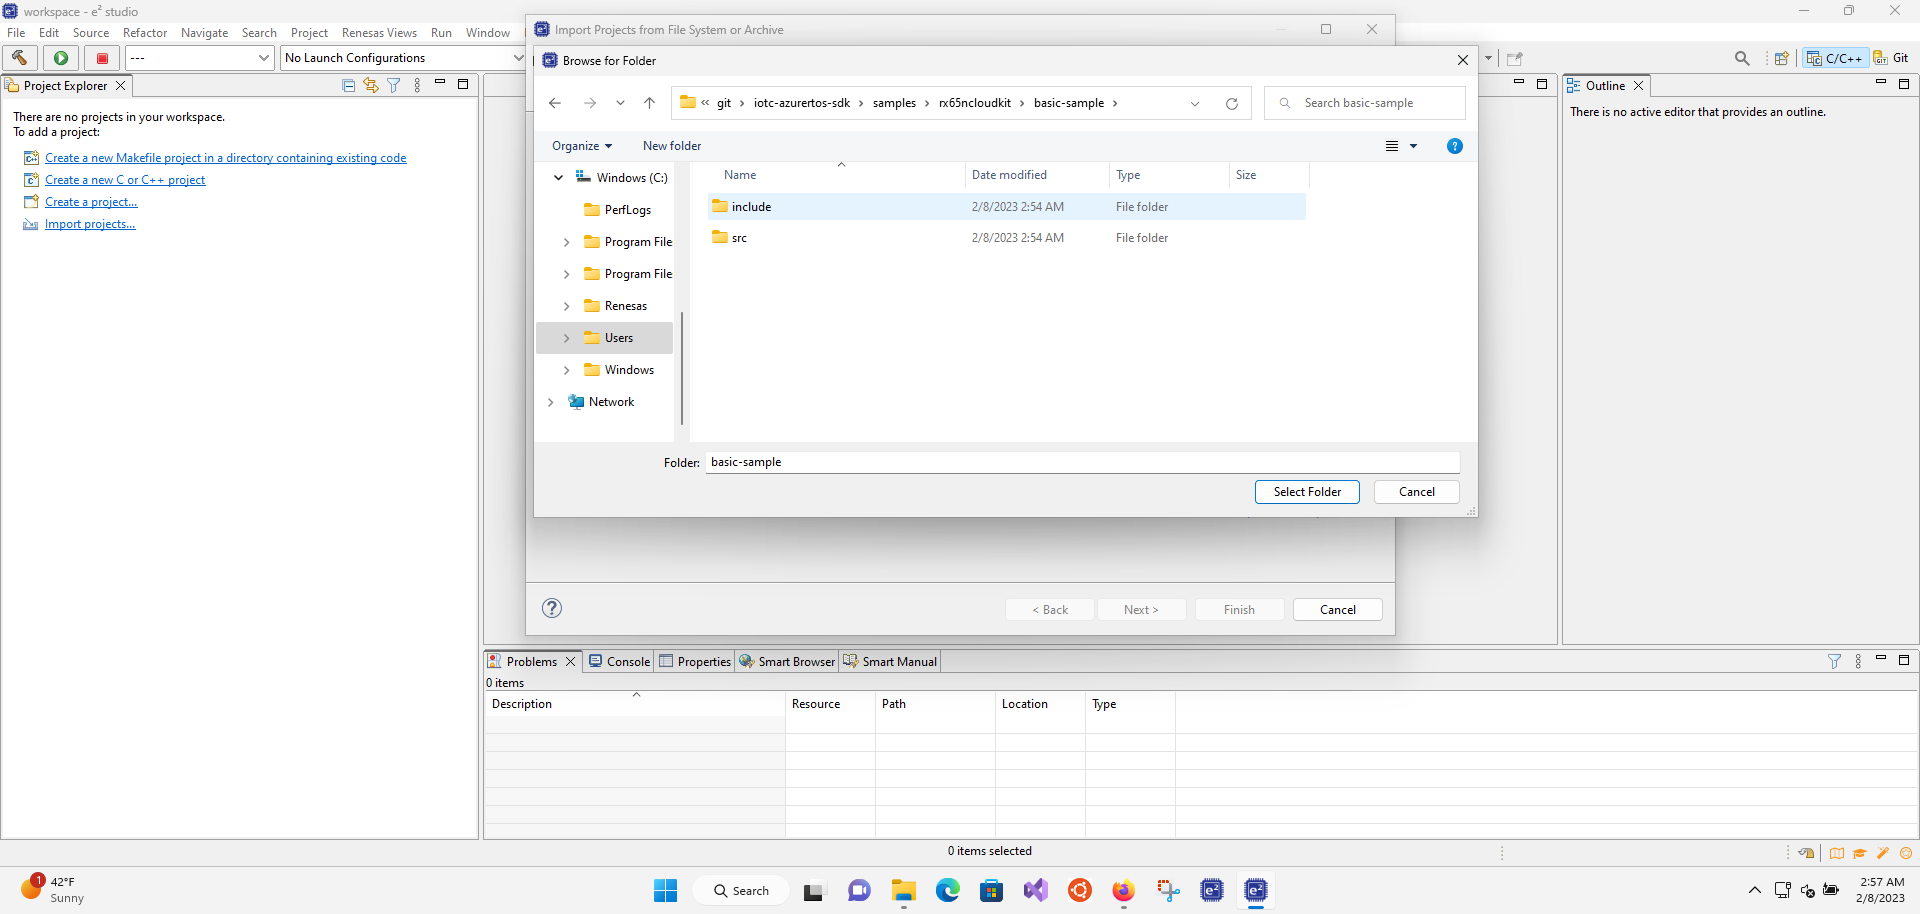 workspace - e² studio
File Edit Source Refactor Navigate Search Project Renesas Views Run Window
--- No Launch Configurations
C/C++ Git
Project Explorer
There are no projects in your workspace.
To add a project:
Create a new Makefile project in a directory containing existing code
Create a new C or C++ project
Create a project...
Import projects...
Import Projects from File System or Archive
Browse for Folder
« git › iotc-azurertos-sdk › samples › rx65ncloudkit › basic-sample ›
Search basic-sample
Organize New folder
Windows (C:)
PerfLogs
Program File
Program File
Renesas
Users
Windows
Network
Name Date modified Type Size
include 2/8/2023 2:54 AM File folder
src 2/8/2023 2:54 AM File folder
Folder: basic-sample
Select Folder Cancel
< Back Next > Finish Cancel
Outline
There is no active editor that provides an outline.
Problems Console Properties Smart Browser Smart Manual
0 items
Description Resource Path Location Type
0 items selected
1
42°F
Sunny
Search
2:57 AM
2/8/2023